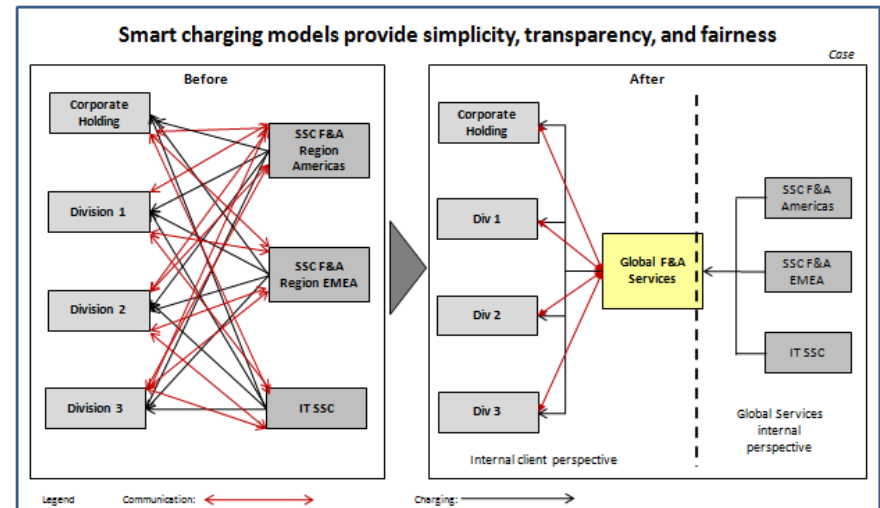 Smart charging models provide simplicity, transparency, and fairness
Case
Before
Corporate
Holding
Division 1
Division 2
Division 3
SSC F&A
Region
Americas
SSC F&A
Region EMEA
IT SSC
After
Corporate
Holding
Div 1
Div 2
Div 3
Global F&A
Services
SSC F&A
Americas
SSC F&A
EMEA
IT SSC
Internal client perspective
Global Services
internal
perspective
Legend
Communication:
Charging: